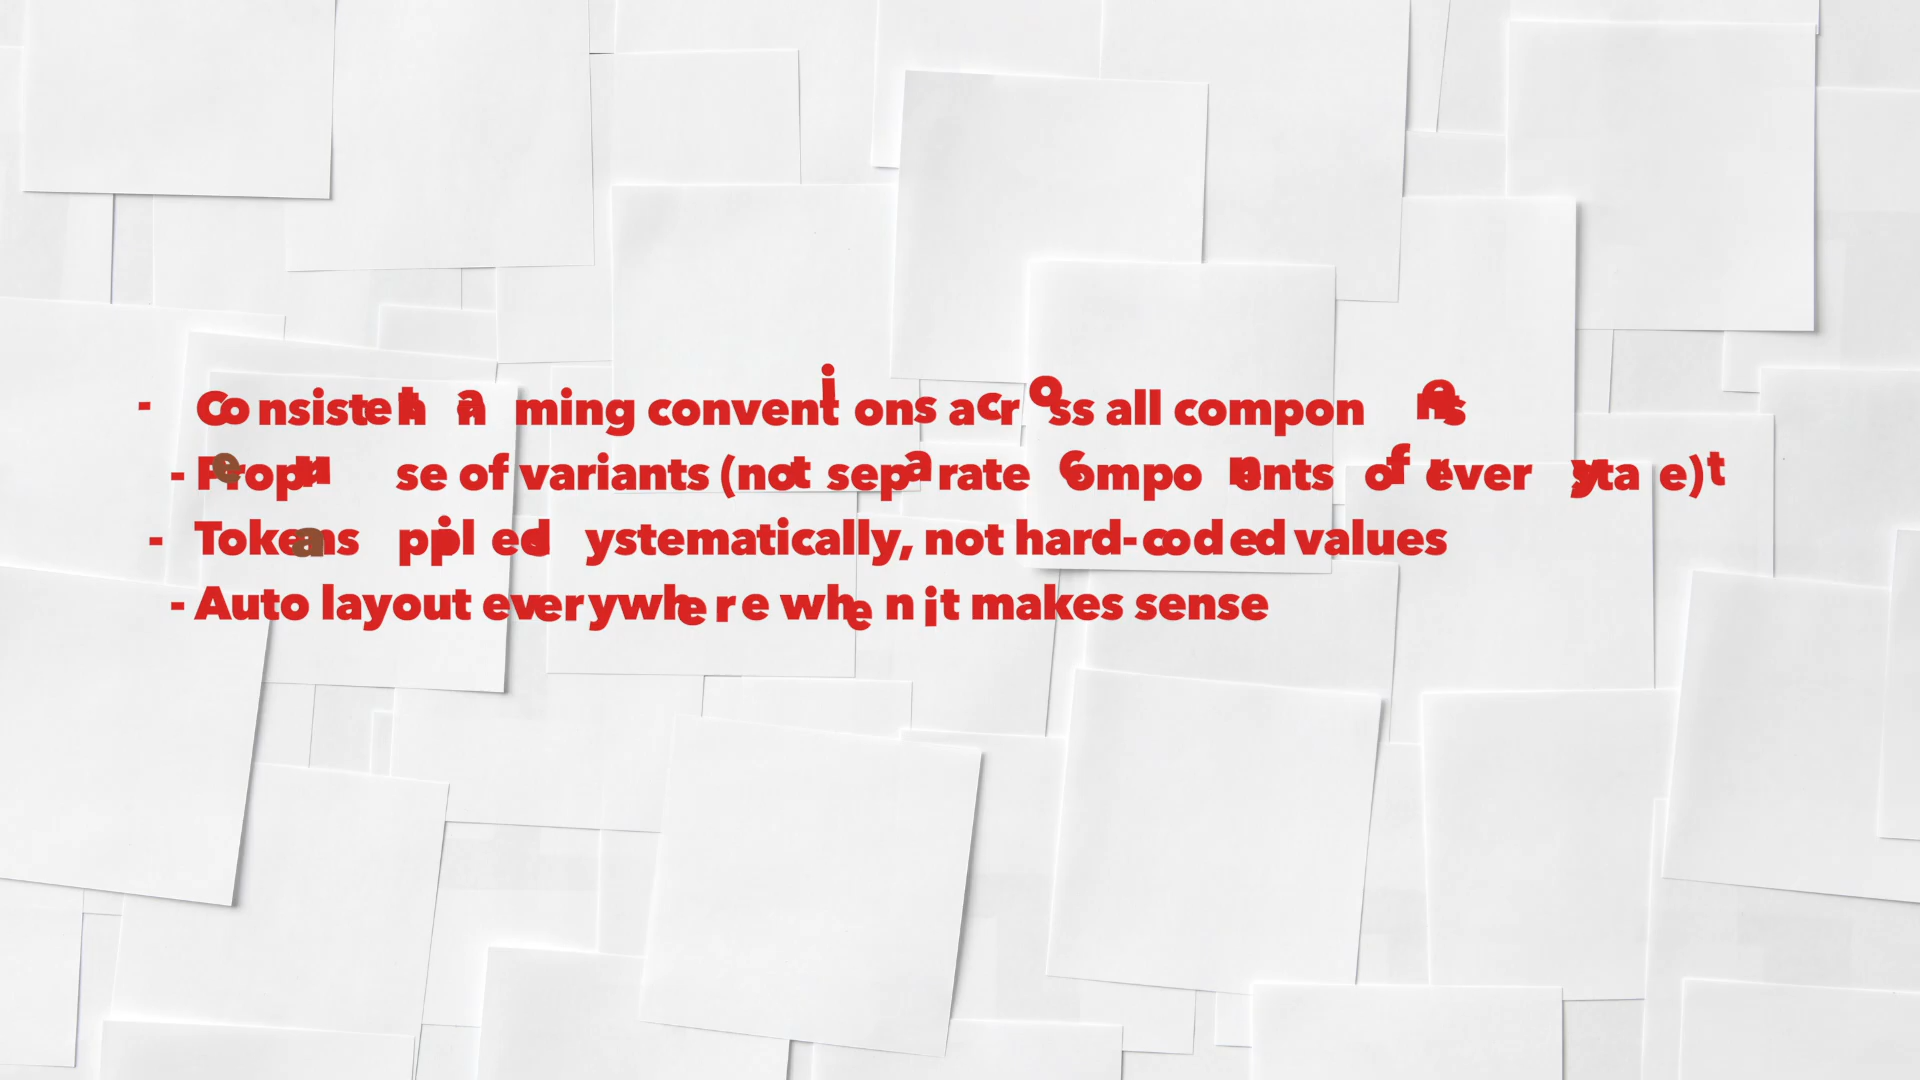 - Consistent naming conventions across all components
- Proper use of variants (not separate components for every state)
- Tokens applied systematically, not hard-coded values
- Auto layout everywhere when it makes sense